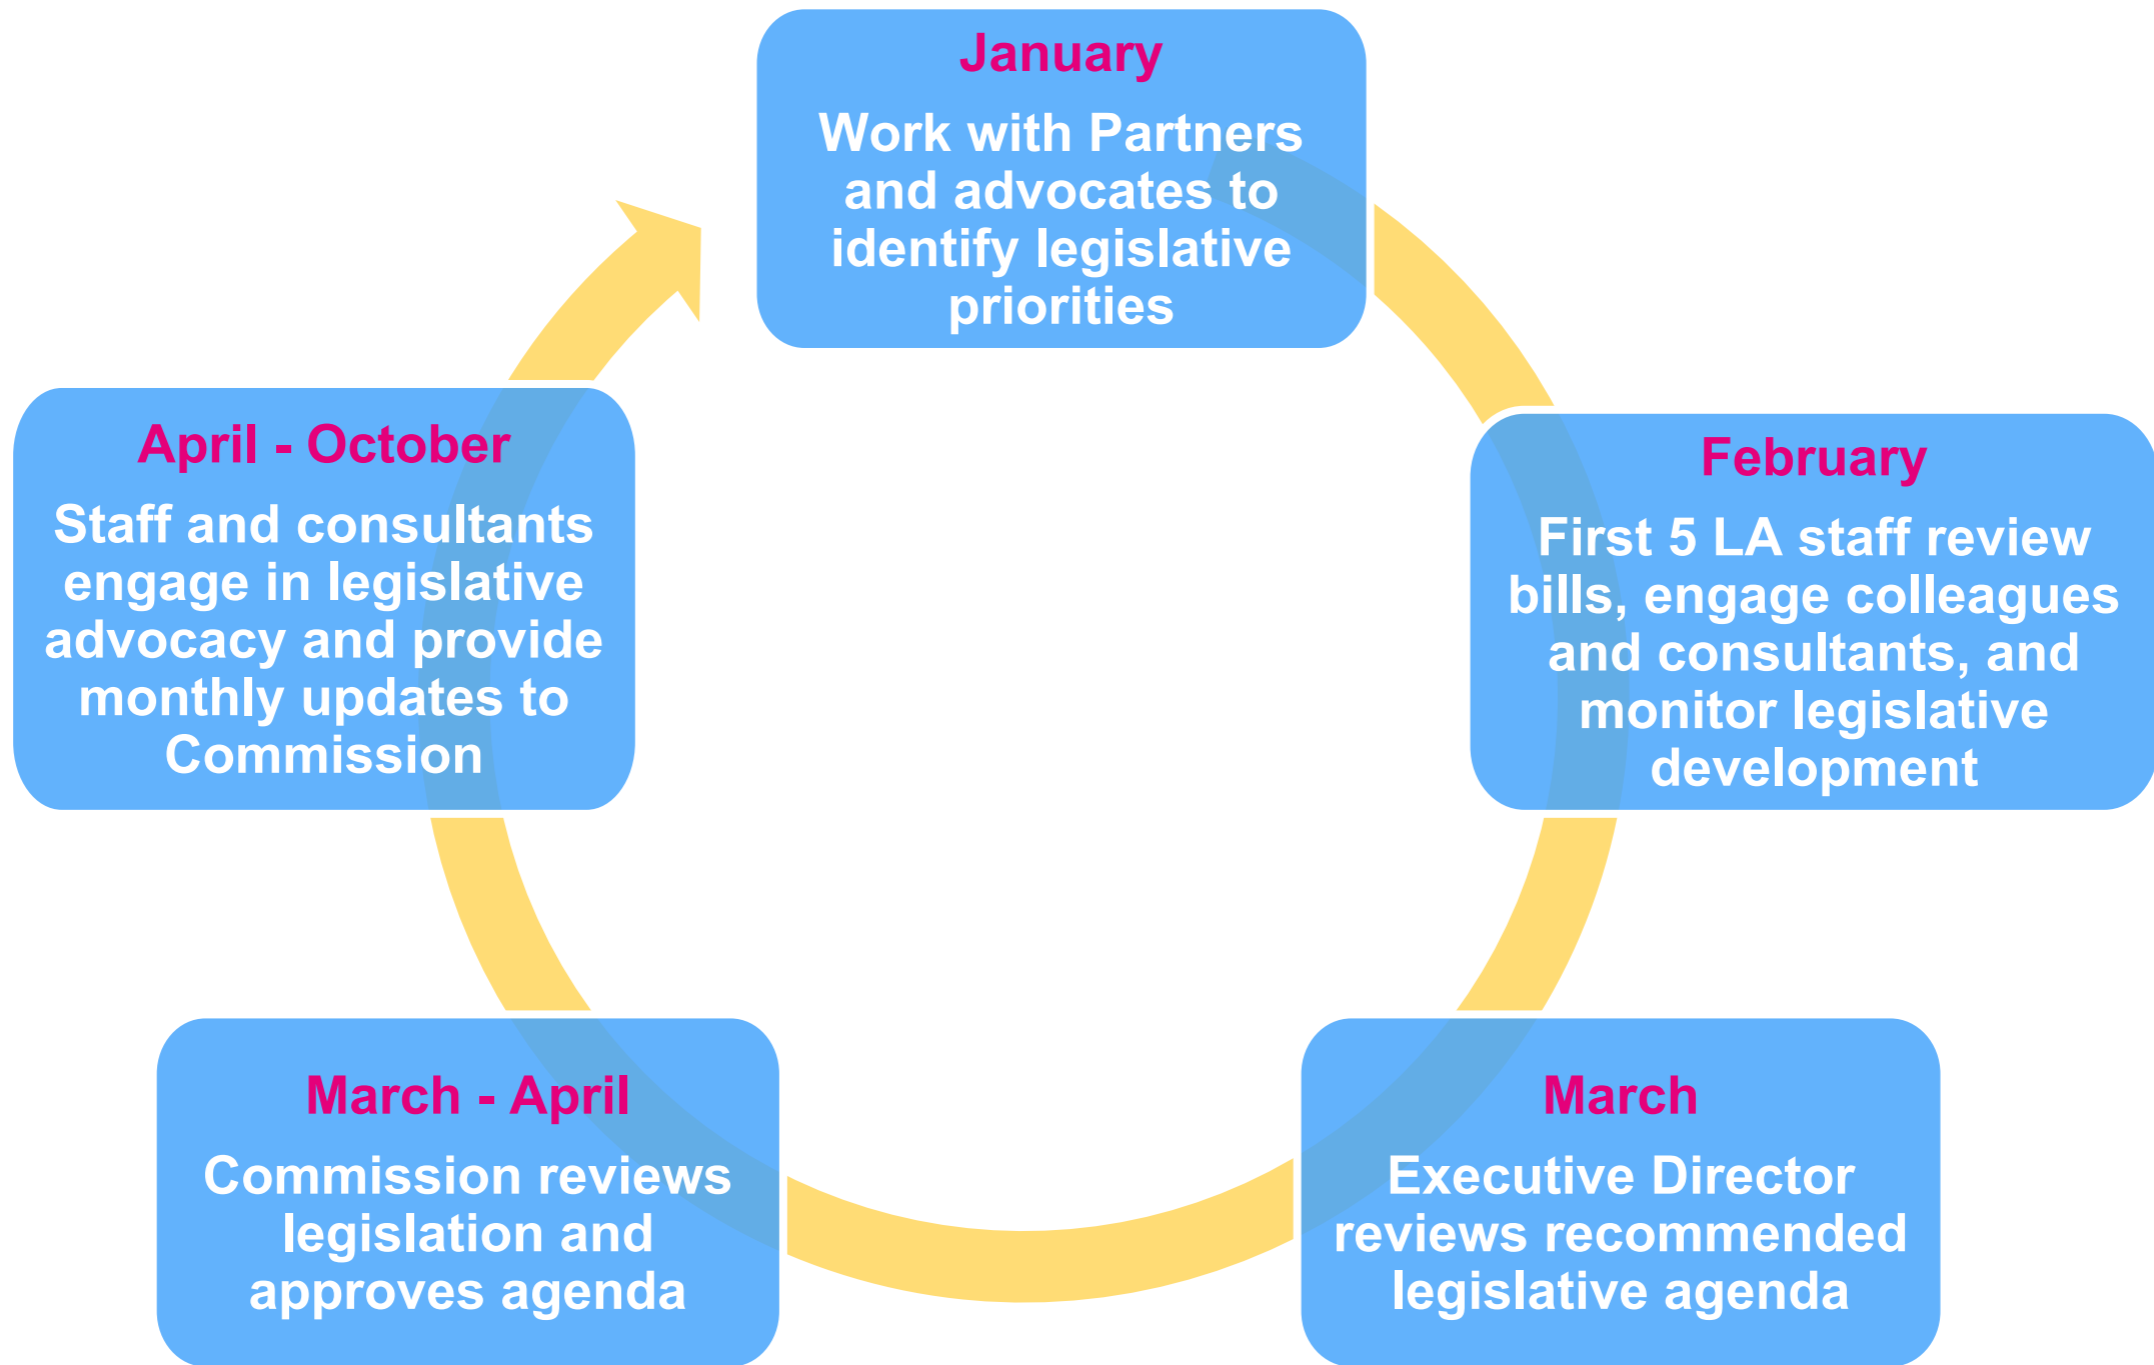 January
Work with Partners
and advocates to
identify legislative
priorities
February
First 5 LA staff review
bills, engage colleagues
and consultants, and
monitor legislative
development
March
Executive Director
reviews recommended
legislative agenda
March - April
Commission reviews
legislation and
approves agenda
April - October
Staff and consultants
engage in legislative
advocacy and provide
monthly updates to
Commission